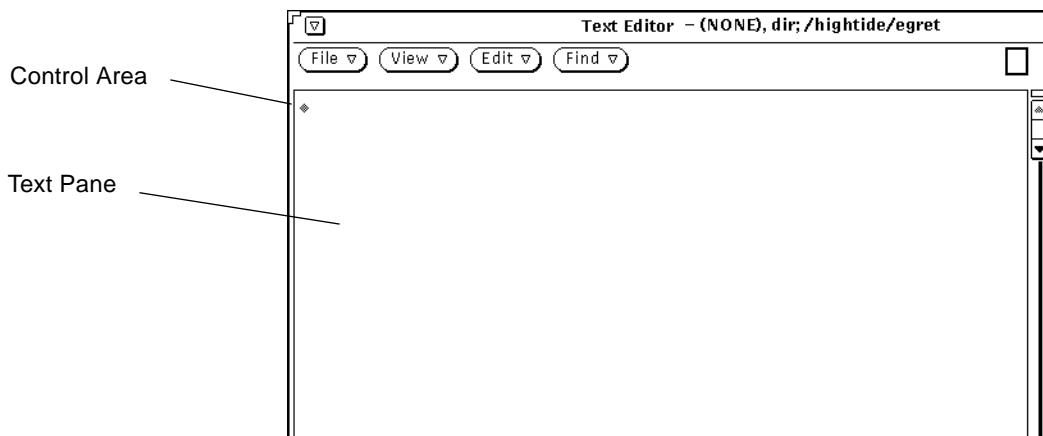 Text Editor – (NONE), dir; /hightide/egret
File View Edit Find
Control Area
Text Pane